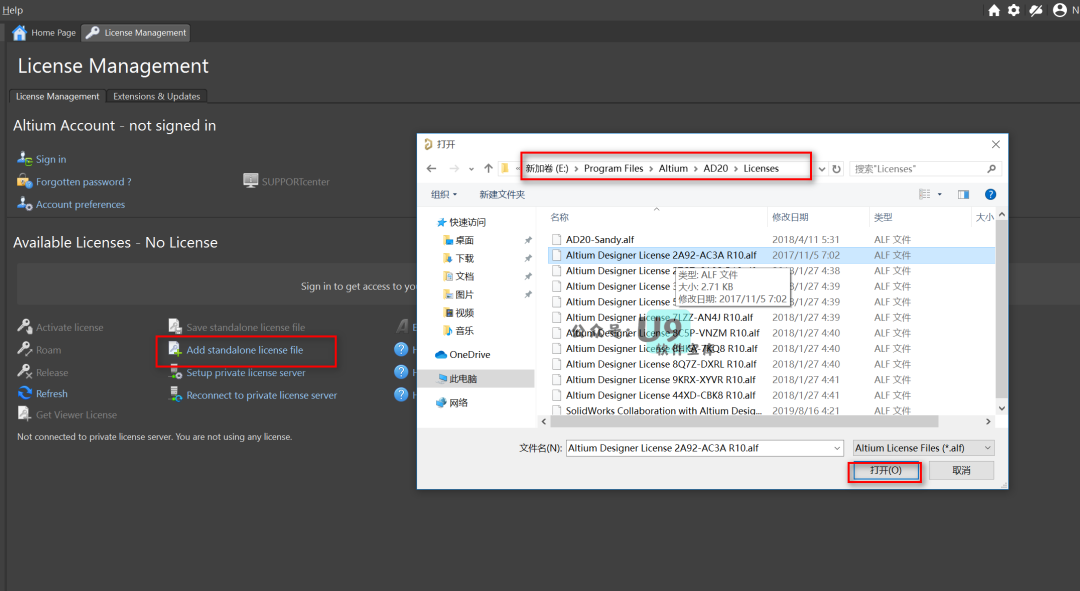 Help
N
Home Page
License Management
License Management
License Management
Extensions & Updates
Altium Account - not signed in
Sign in
Forgotten password ?
SUPPORTcenter
Account preferences
Available Licenses - No License
Sign in to get access to you
Activate license
Save standalone license file
Roam
Add standalone license file
Release
Setup private license server
Refresh
Reconnect to private license server
Get Viewer License
Not connected to private license server. You are not using any license.
打开
新加卷 (E:) › Program Files › Altium › AD20 › Licenses
搜索"Licenses"
组织
新建文件夹
名称
修改日期
类型
大小
快速访问
桌面
下载
文档
图片
视频
音乐
OneDrive
此电脑
网络
AD20-Sandy.alf 2018/4/11 5:31 ALF 文件
Altium Designer License 2A92-AC3A R10.alf 2017/11/5 7:02 ALF 文件
Altium Designer License 4:38 ALF 文件
Altium Designer License 3 /1/27 4:39 ALF 文件
Altium Designer License /1/27 4:39 ALF 文件
Altium Designer License 7LZZ-AN4J R10.alf 2018/1/27 4:39 ALF 文件
Altium Designer License 8C5P-VNZM R10.alf 2018/1/27 4:40 ALF 文件
Altium Designer License R10.alf 2018/1/27 4:40 ALF 文件
Altium Designer License 8Q7Z-DXRL R10.alf 2018/1/27 4:40 ALF 文件
Altium Designer License 9KRX-XYVR R10.alf 2018/1/27 4:41 ALF 文件
Altium Designer License 44XD-CBK8 R10.alf 2018/1/27 4:41 ALF 文件
SolidWorks Collaboration with Altium Desig... 2019/8/16 4:21 ALF 文件
类型: ALF 文件
大小: 2.71 KB
修改日期: 2017/11/5 7:02
公众号: U9
软件宝库
文件名(N):
Altium Designer License 2A92-AC3A R10.alf
Altium License Files (*.alf)
打开(O)
取消